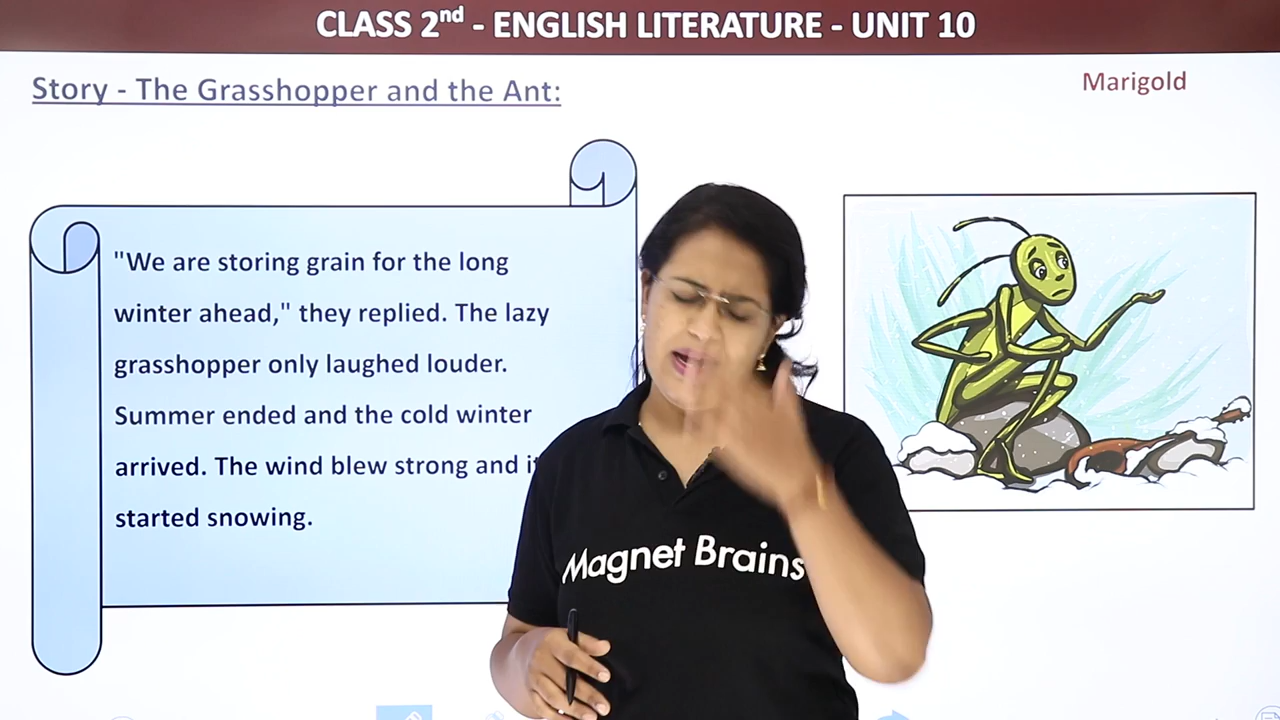 CLASS 2nd - ENGLISH LITERATURE - UNIT 10
Story - The Grasshopper and the Ant:
Marigold
"We are storing grain for the long
winter ahead," they replied. The lazy
grasshopper only laughed louder.
Summer ended and the cold winter
arrived. The wind blew strong and it
started snowing.
Magnet Brains